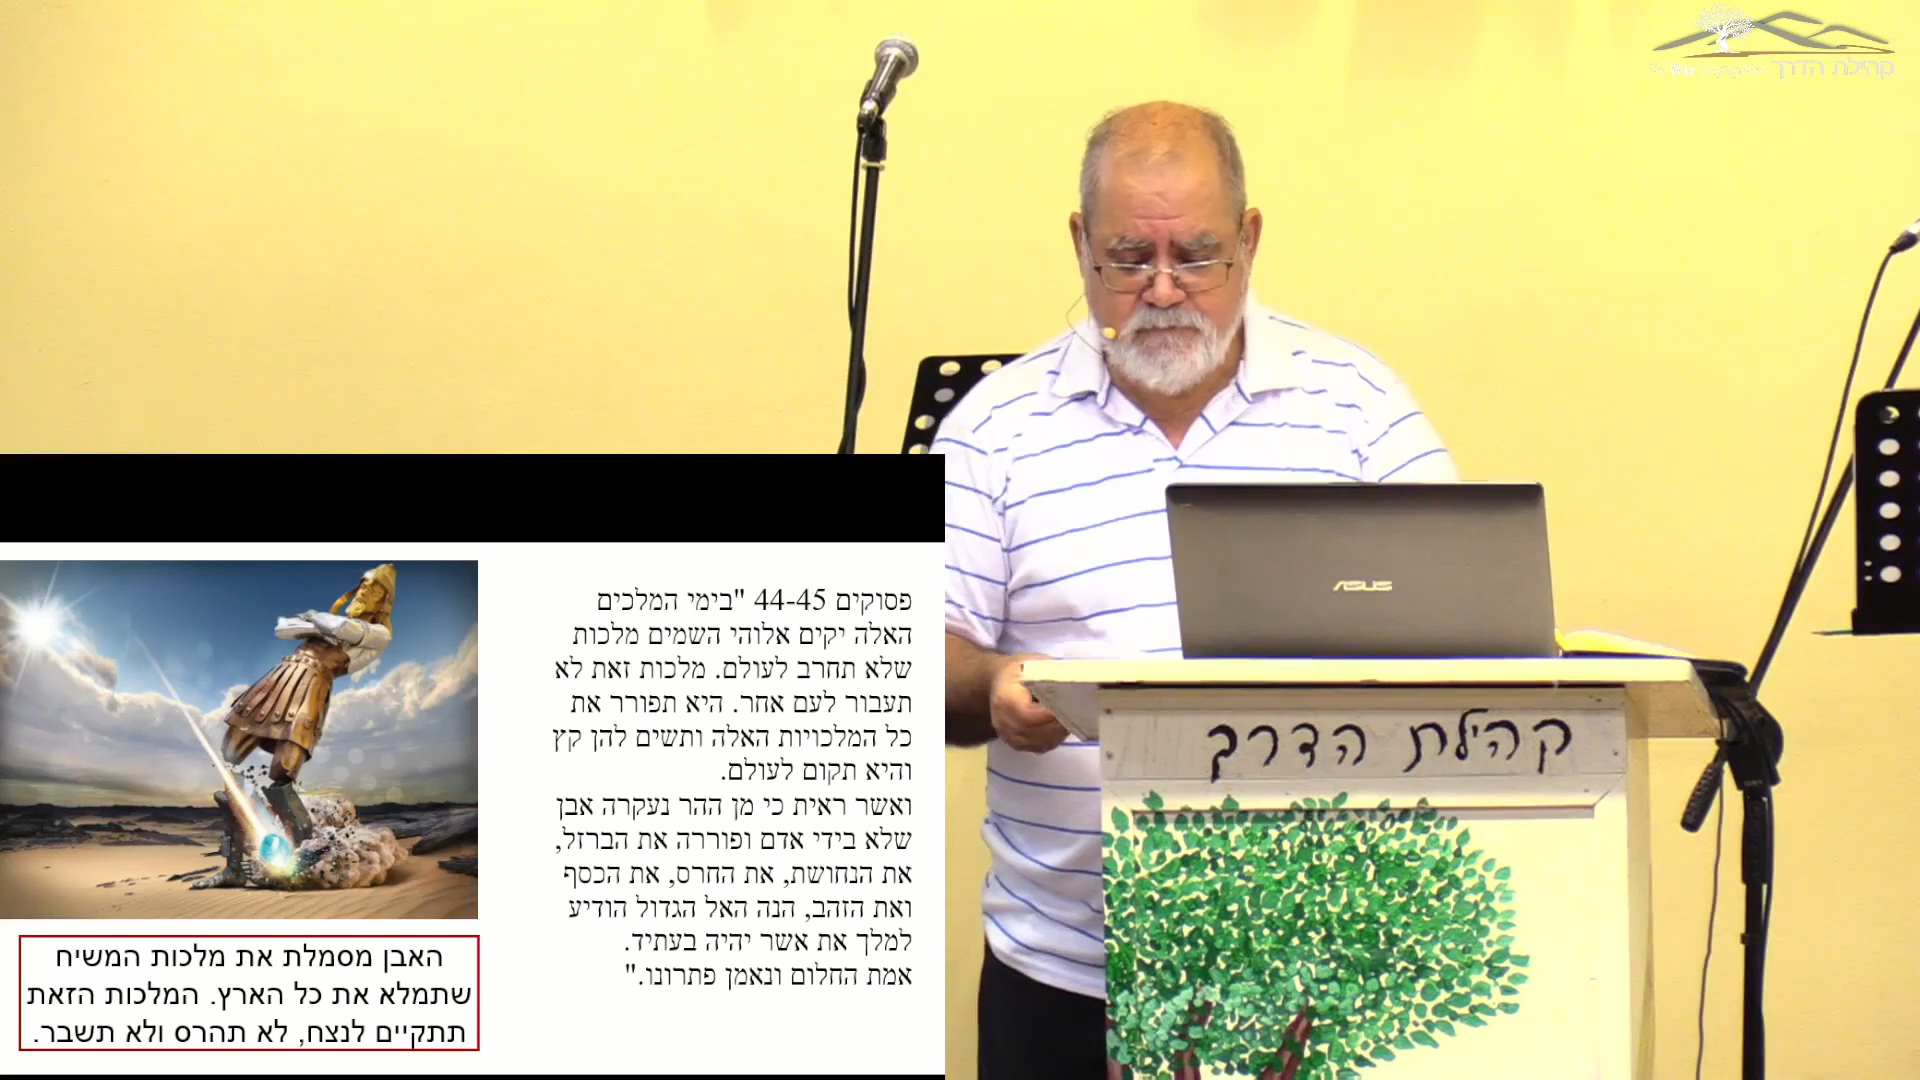 קהילת הדרך
פסוקים 44-45 "בימי המלכים
האלה יקים אלוהי השמים מלכות
שלא תחרב לעולם. מלכות זאת לא
תעבור לעם אחר. היא תפורר את
כל המלכויות האלה ותשים להן קץ
והיא תקום לעולם.
ואשר ראית כי מן ההר נעקרה אבן
שלא בידי אדם ופוררה את הברזל,
את הנחושת, את החרס, את הכסף
ואת הזהב, הנה האל הגדול הודיע
למלך את אשר יהיה בעתיד.
אמת החלום ונאמן פתרונו."
האבן מסמלת את מלכות המשיח
שתמלא את כל הארץ. המלכות הזאת
תתקיים לנצח, לא תהרס ולא תשבר.
ASUS
קהילת הדרך